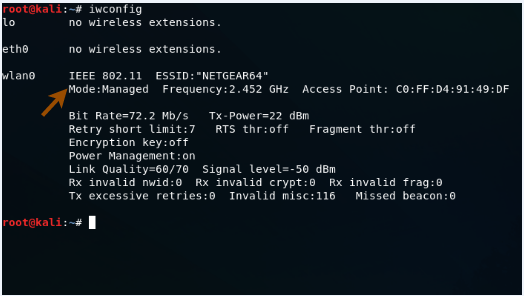 root@kali:~# iwconfig
lo        no wireless extensions.
eth0      no wireless extensions.
wlan0     IEEE 802.11  ESSID:"NETGEAR64"
          Mode:Managed  Frequency:2.452 GHz  Access Point: C0:FF:D4:91:49:DF
          Bit Rate=72.2 Mb/s   Tx-Power=22 dBm
          Retry short limit:7   RTS thr:off   Fragment thr:off
          Encryption key:off
          Power Management:on
          Link Quality=60/70  Signal level=-50 dBm
          Rx invalid nwid:0  Rx invalid crypt:0  Rx invalid frag:0
          Tx excessive retries:0  Invalid misc:116   Missed beacon:0
root@kali:~#